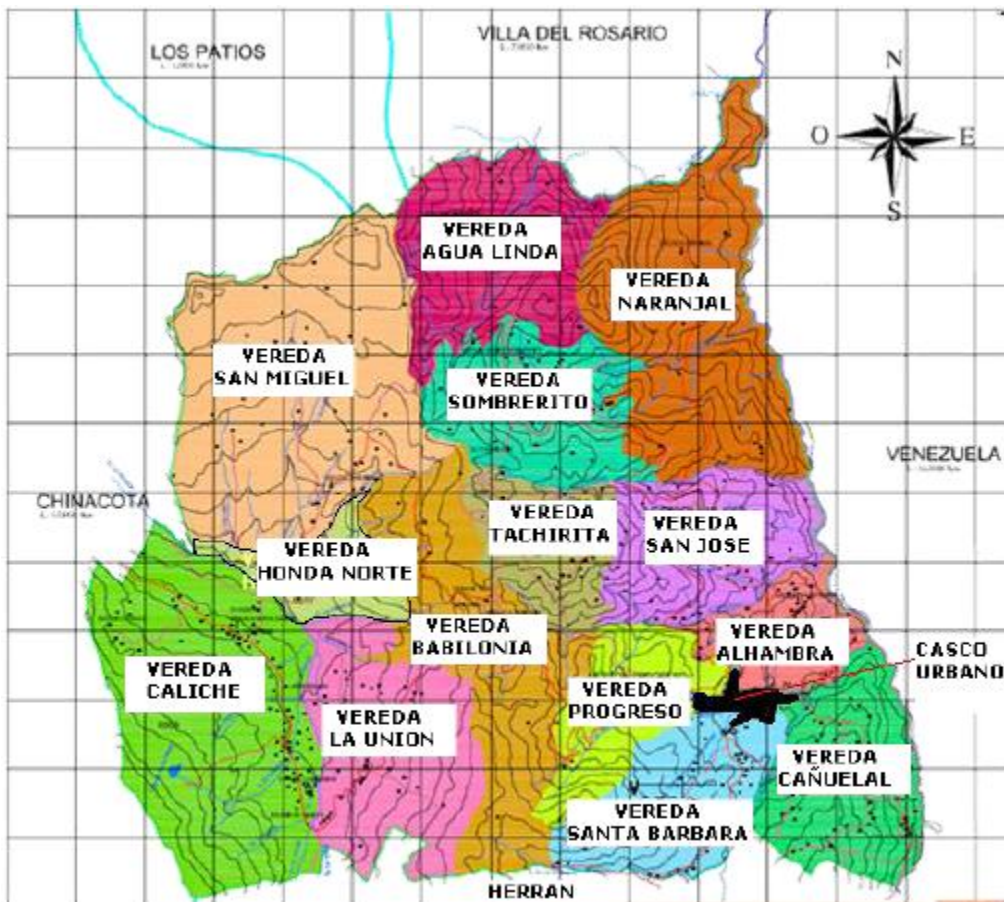 LOS PATIOS
VILLA DEL ROSARIO
N
O
E
S
VEREDA
AGUA LINDA
VEREDA
NARANJAL
VEREDA
SAN MIGUEL
VEREDA
SOMBRERITO
VENEZUELA
CHINACOTA
VEREDA
TACHIRITA
VEREDA
SAN JOSE
VEREDA
HONDA NORTE
VEREDA
BABILONIA
VEREDA
ALHAMBRA
CASCO
URBANO
VEREDA
CALICHE
VEREDA
PROGRESO
VEREDA
LA UNION
VEREDA
CAÑUELAL
VEREDA
SANTA BARBARA
HERRAN